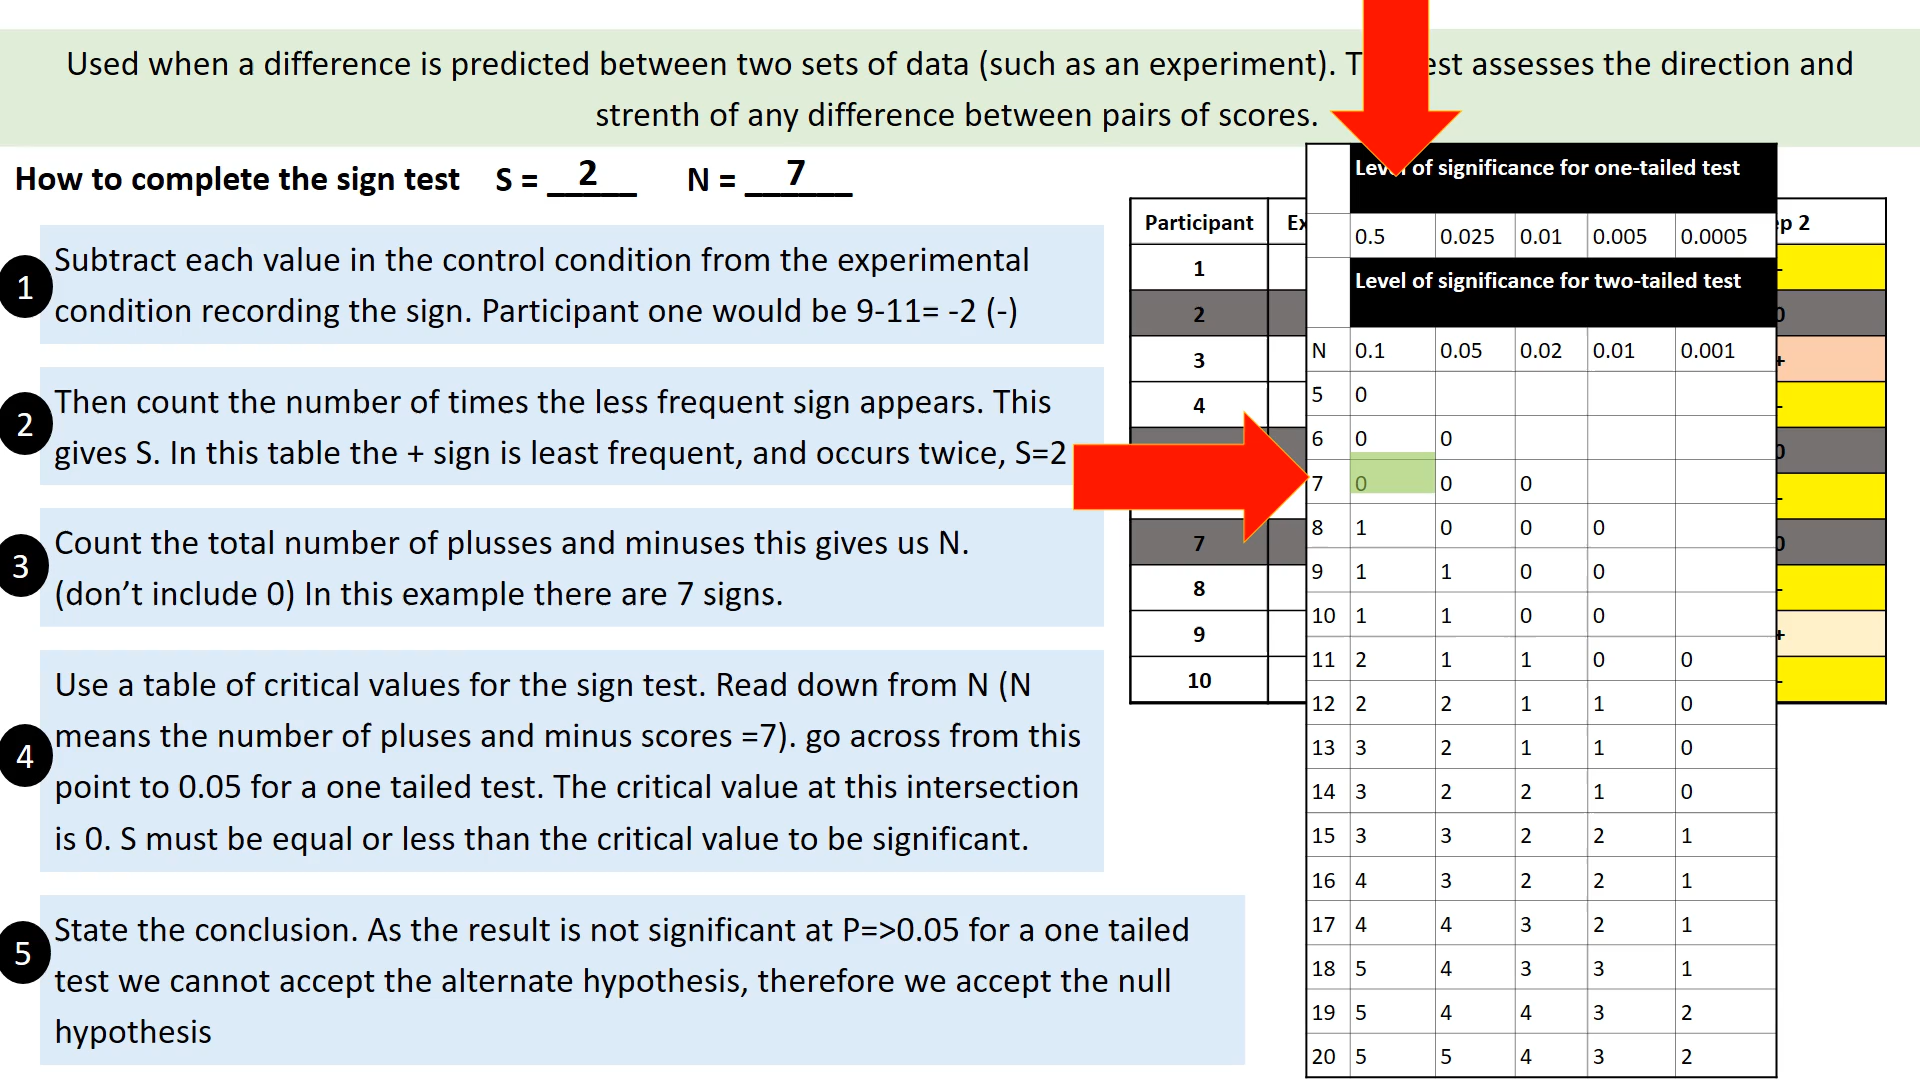 Used when a difference is predicted between two sets of data (such as an experiment). T est assesses the direction and
strenth of any difference between pairs of scores.
How to complete the sign test S = __2__ N = __7__
1 Subtract each value in the control condition from the experimental
condition recording the sign. Participant one would be 9-11= -2 (-)
2 Then count the number of times the less frequent sign appears. This
gives S. In this table the + sign is least frequent, and occurs twice, S=2
3 Count the total number of plusses and minuses this gives us N.
(don’t include 0) In this example there are 7 signs.
4 Use a table of critical values for the sign test. Read down from N (N
means the number of pluses and minus scores =7). go across from this
point to 0.05 for a one tailed test. The critical value at this intersection
is 0. S must be equal or less than the critical value to be significant.
5 State the conclusion. As the result is not significant at P=>0.05 for a one tailed
test we cannot accept the alternate hypothesis, therefore we accept the null
hypothesis
Participant Ex
1
2
3
4
7
8
9
10
Level of significance for one-tailed test
0.5 0.025 0.01 0.005 0.0005
Level of significance for two-tailed test
N 0.1 0.05 0.02 0.01 0.001
5 0
6 0 0
7 0 0 0
8 1 0 0 0
9 1 1 0 0
10 1 1 0 0
11 2 1 1 0 0
12 2 2 1 1 0
13 3 2 1 1 0
14 3 2 2 1 0
15 3 3 2 2 1
16 4 3 2 2 1
17 4 4 3 2 1
18 5 4 3 3 1
19 5 4 4 3 2
20 5 5 4 3 2
ep 2
-
0
+
-
0
-
0
-
+
-